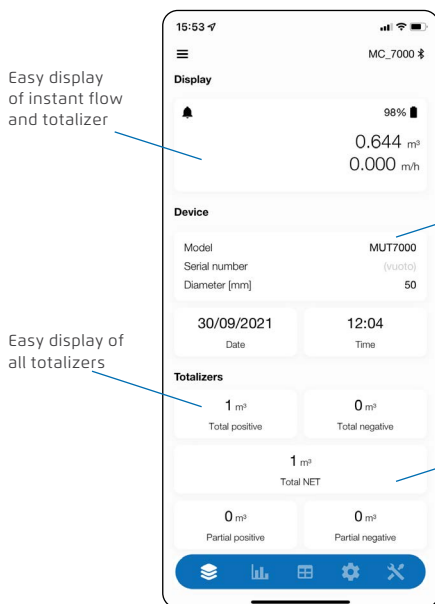 Easy display
of instant flow
and totalizer
Easy display of
all totalizers
15:53
MC_7000
Display
98%
0.644 m³
0.000 m/h
Device
Model MUT7000
Serial number (vuoto)
Diameter [mm] 50
30/09/2021 12:04
Date Time
Totalizers
1 m³ 0 m³
Total positive Total negative
1 m³
Total NET
0 m³ 0 m³
Partial positive Partial negative